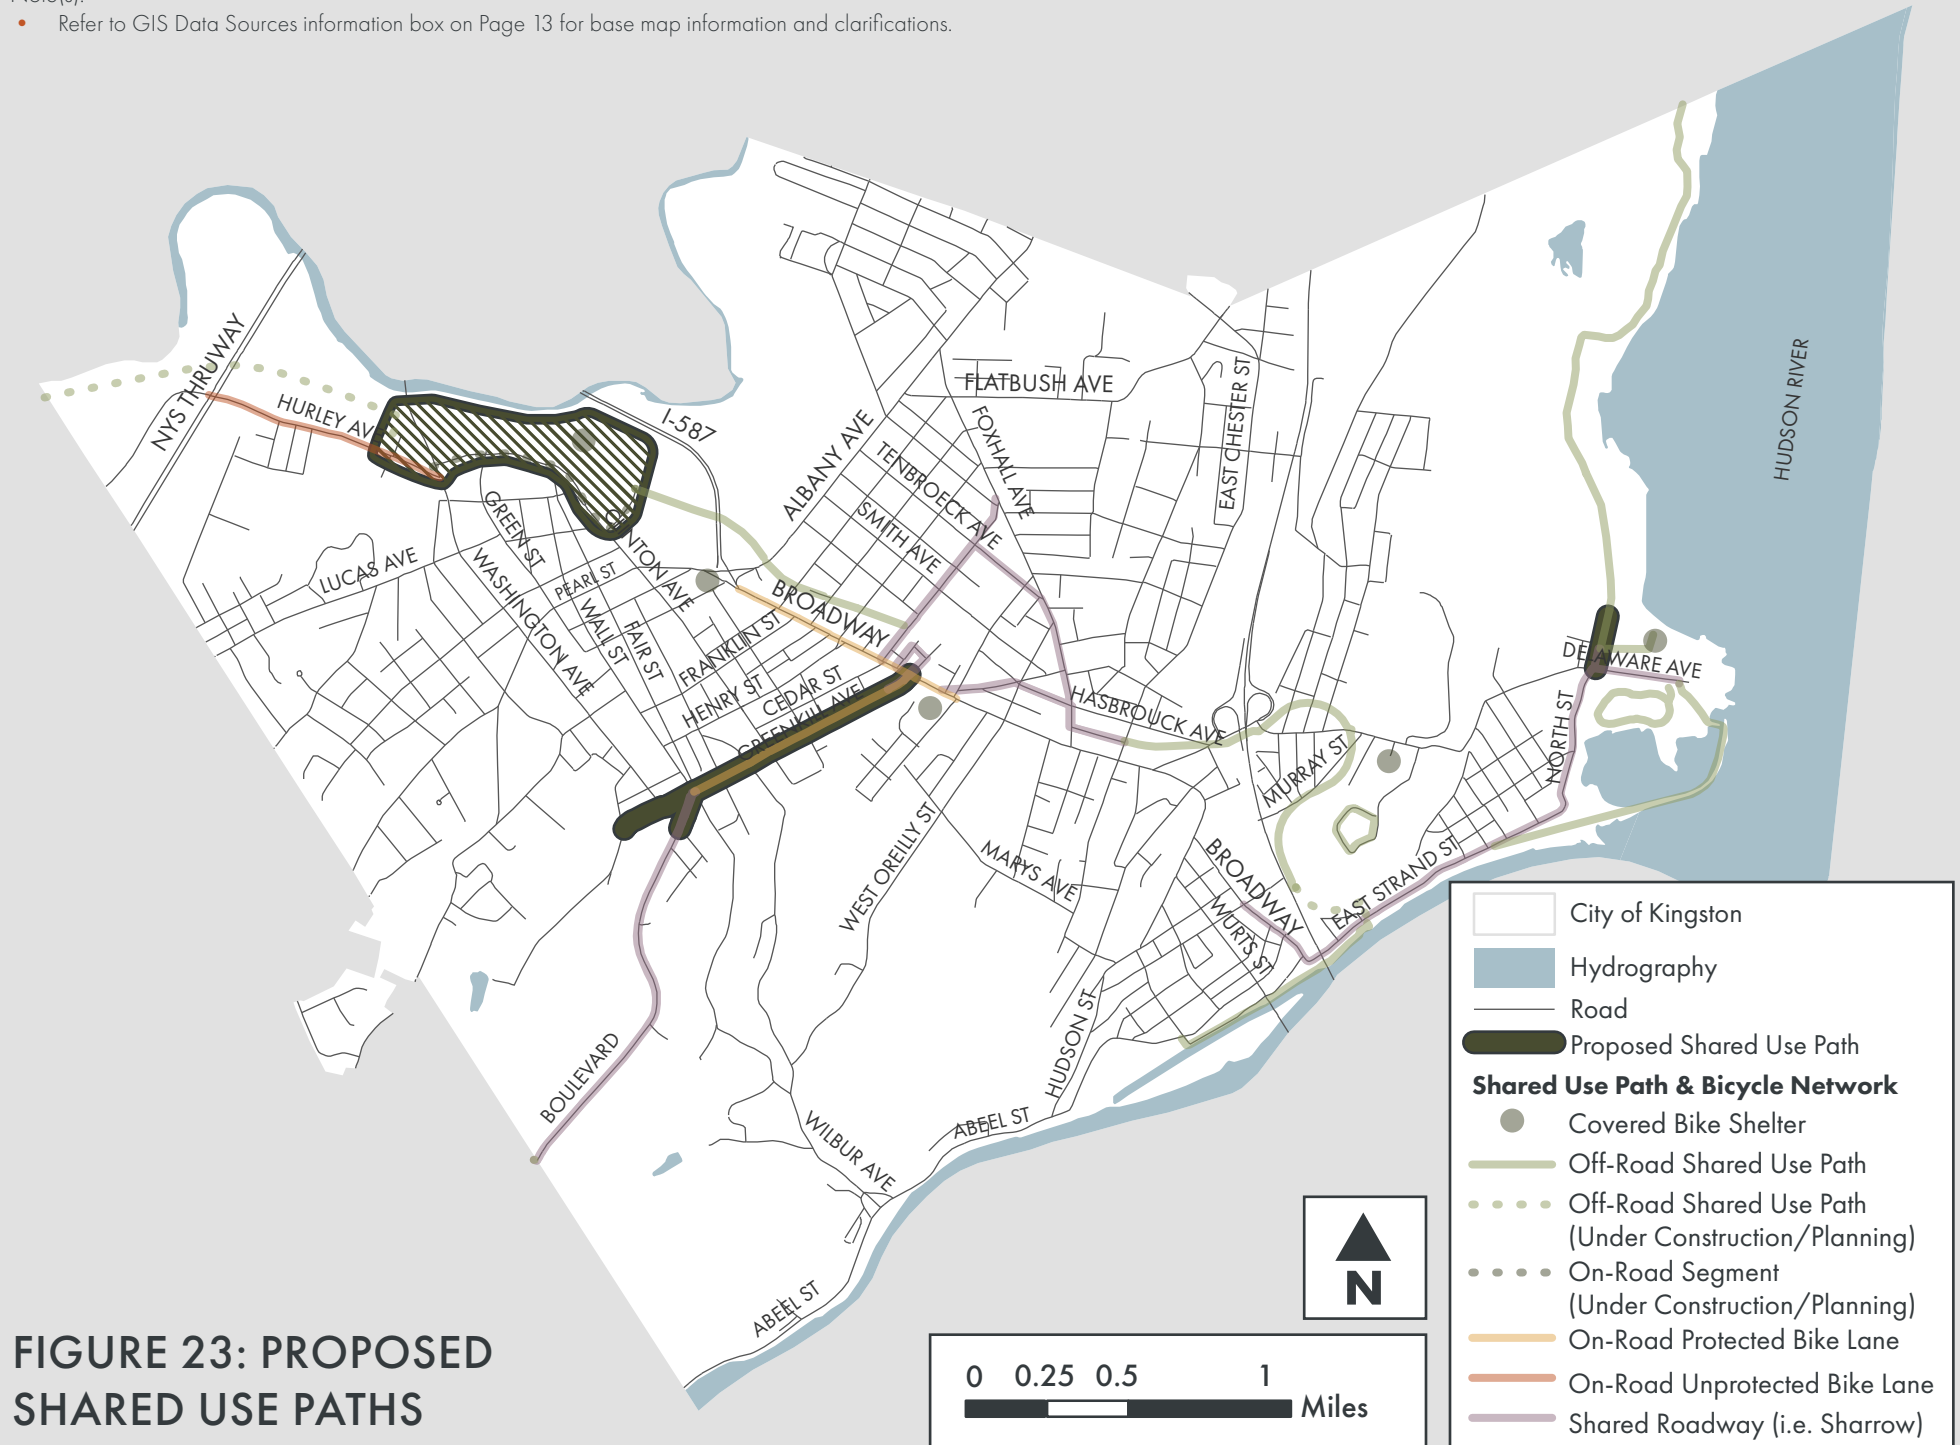 Refer to GIS Data Sources information box on Page 13 for base map information and clarifications.
NYS THRUWAY
HURLEY AVE
I-587
LUCAS AVE
GREEN ST
WASHINGTON AVE
PEARL ST
WALL ST
FAIR ST
CLINTON AVE
FRANKLIN ST
HENRY ST
CEDAR ST
GREENKILL AVE
BROADWAY
ALBANY AVE
TENBROECK AVE
SMITH AVE
FOXHALL AVE
FLATBUSH AVE
EAST CHESTER ST
HASBROUCK AVE
MURRAY ST
DELAWARE AVE
NORTH ST
HUDSON RIVER
EAST STRAND ST
BROADWAY
WURTS ST
MARYS AVE
WEST OREILLY ST
HUDSON ST
ABEEL ST
WILBUR AVE
BOULEVARD
ABEEL ST
City of Kingston
Hydrography
Road
Proposed Shared Use Path
Shared Use Path & Bicycle Network
Covered Bike Shelter
Off-Road Shared Use Path
Off-Road Shared Use Path
(Under Construction/Planning)
On-Road Segment
(Under Construction/Planning)
On-Road Protected Bike Lane
On-Road Unprotected Bike Lane
Shared Roadway (i.e. Sharrow)
N
0 0.25 0.5 1
Miles
FIGURE 23: PROPOSED
SHARED USE PATHS